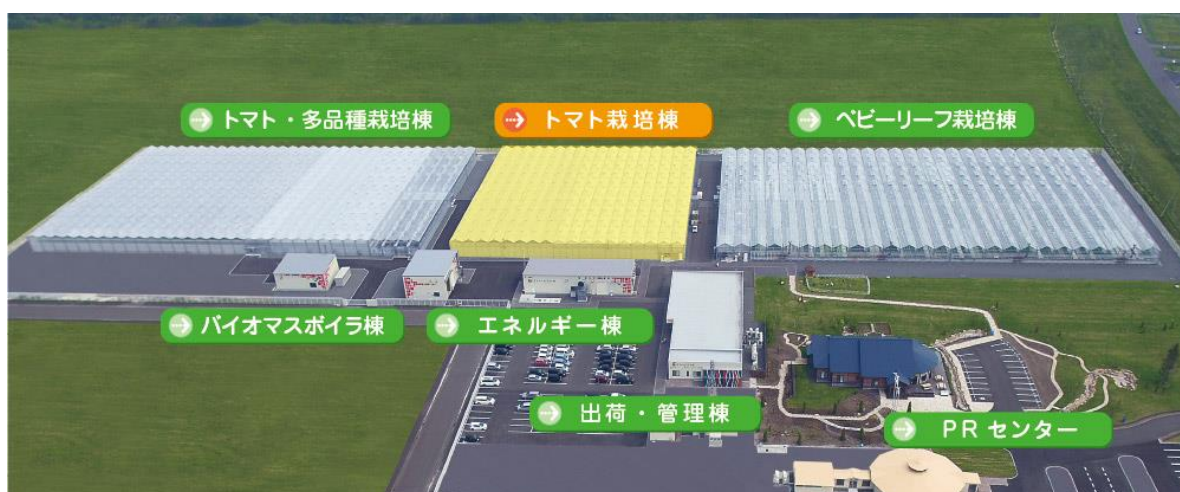 トマト・多品種栽培棟
トマト栽培棟
ベビーリーフ栽培棟
バイオマスボイラ棟
エネルギー棟
出荷・管理棟
PRセンター